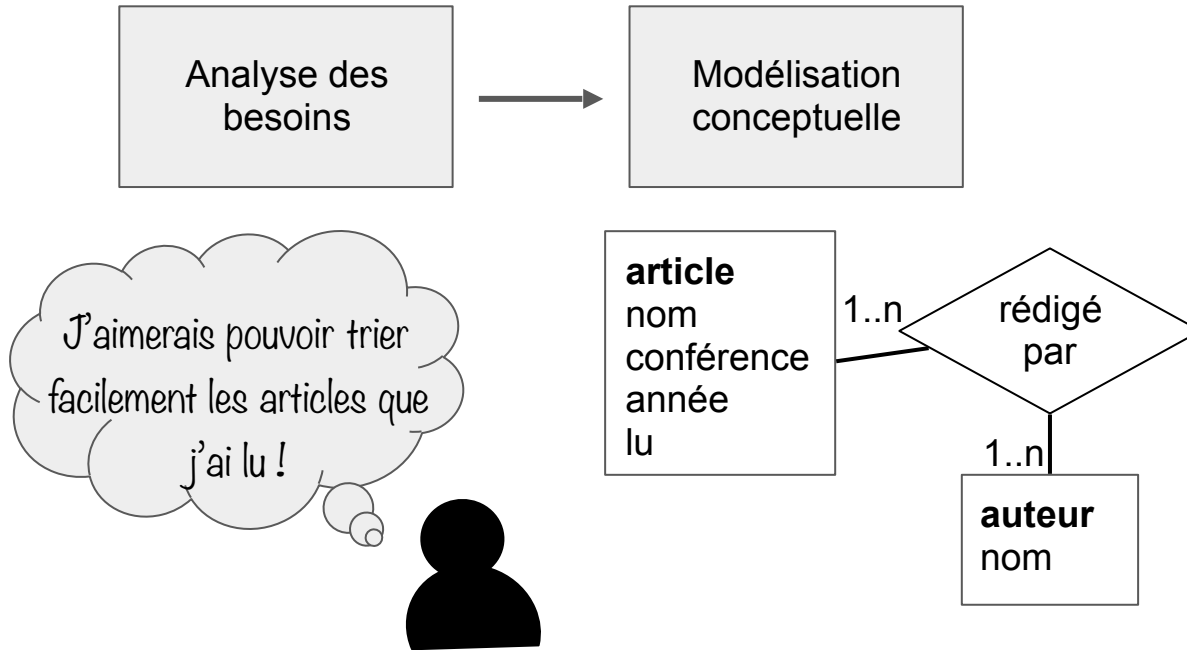 Analyse des
besoins
Modélisation
conceptuelle
J'aimerais pouvoir trier
facilement les articles que
j'ai lu !
article
nom
conférence
année
lu
1..n
rédigé
par
1..n
auteur
nom